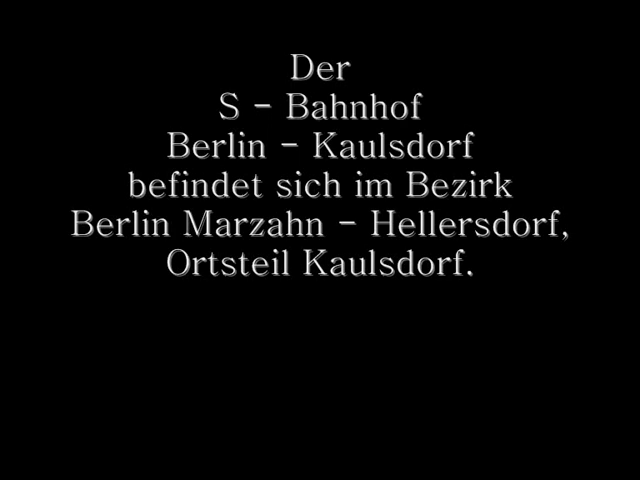 Der
S - Bahnhof
Berlin - Kaulsdorf
befindet sich im Bezirk
Berlin Marzahn - Hellersdorf,
Ortsteil Kaulsdorf.